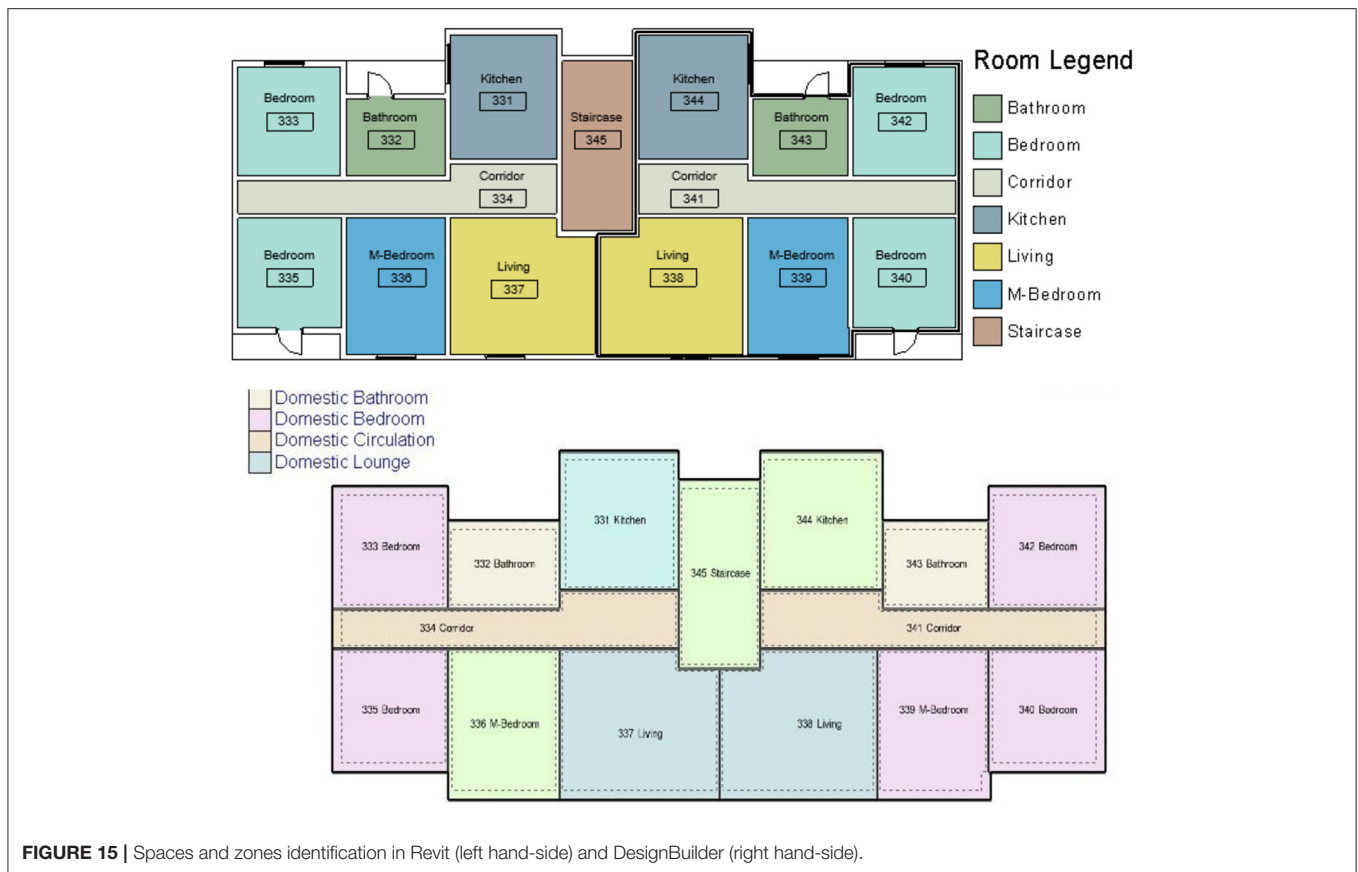 Room Legend
Bathroom
Bedroom
Corridor
Kitchen
Living
M-Bedroom
Staircase
Bedroom
333
Bathroom
332
Kitchen
331
Staircase
345
Kitchen
344
Bathroom
343
Bedroom
342
Corridor
334
Corridor
341
Bedroom
335
M-Bedroom
336
Living
337
Living
338
M-Bedroom
339
Bedroom
340
Domestic Bathroom
Domestic Bedroom
Domestic Circulation
Domestic Lounge
333 Bedroom
332 Bathroom
331 Kitchen
345 Staircase
344 Kitchen
343 Bathroom
342 Bedroom
334 Corridor
341 Corridor
335 Bedroom
336 M-Bedroom
337 Living
338 Living
339 M-Bedroom
340 Bedroom
FIGURE 15 | Spaces and zones identification in Revit (left hand-side) and DesignBuilder (right hand-side).